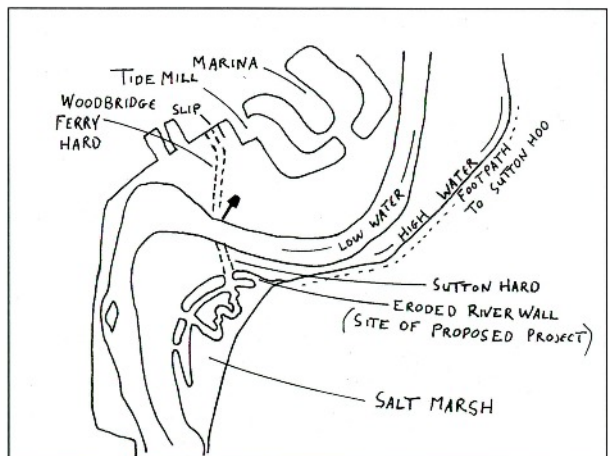 MARINA
TIDE MILL
SLIP
WOODBRIDGE
FERRY
HARD
LOW WATER
HIGH WATER
FOOTPATH
TO SUTTON HOO
SUTTON HARD
ERODED RIVER WALL
(SITE OF PROPOSED PROJECT)
SALT MARSH